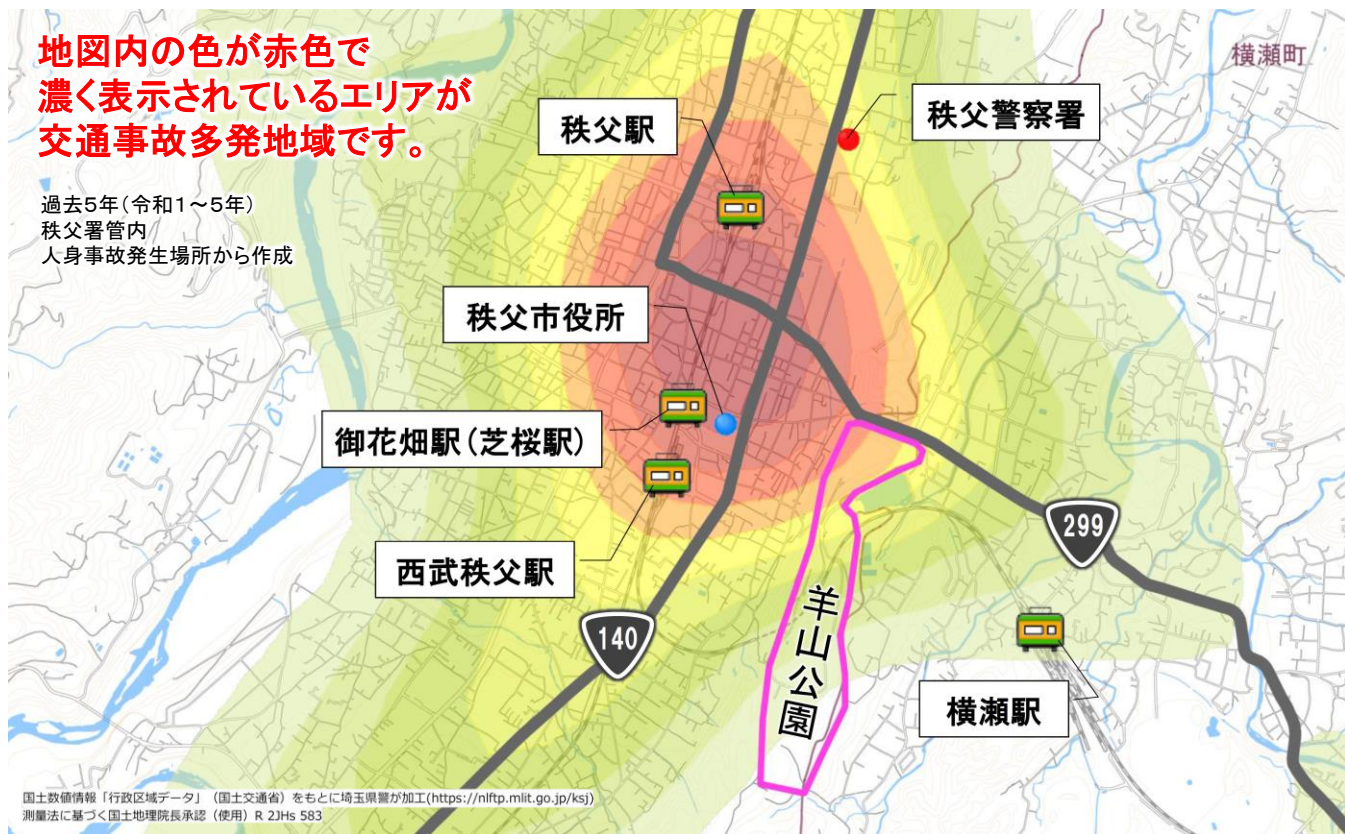 地図内の色が赤色で
濃く表示されているエリアが
交通事故多発地域です。
過去5年（令和1～5年）
秩父署管内
人身事故発生場所から作成
横瀬町
秩父警察署
秩父駅
秩父市役所
御花畑駅（芝桜駅）
西武秩父駅
299
140
羊山公園
横瀬駅
国土数値情報「行政区域データ」（国土交通省）をもとに埼玉県警が加工(https://nlftp.mlit.go.jp/ksj)
測量法に基づく国土地理院長承認（使用）R 2JHs 583